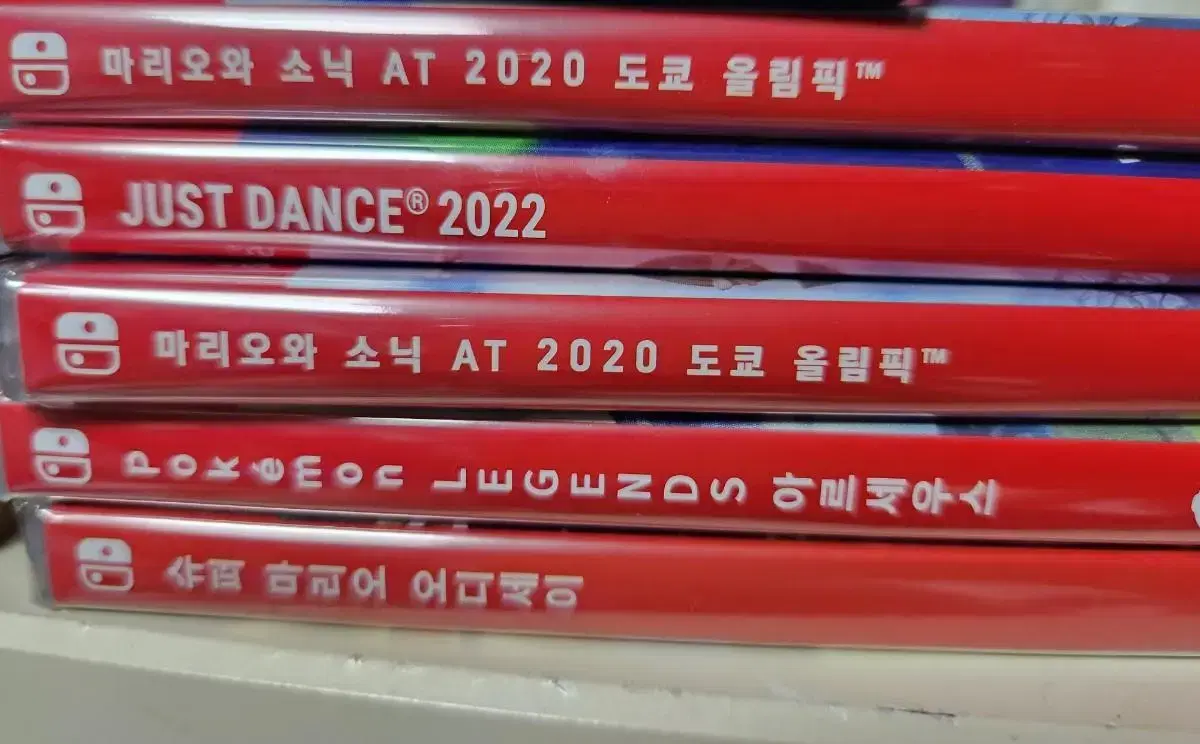 마리오와 소닉 AT 2020 도쿄 올림픽™
JUST DANCE® 2022
마리오와 소닉 AT 2020 도쿄 올림픽™
Pokémon LEGENDS 아르세우스
슈퍼 마리오 오디세이